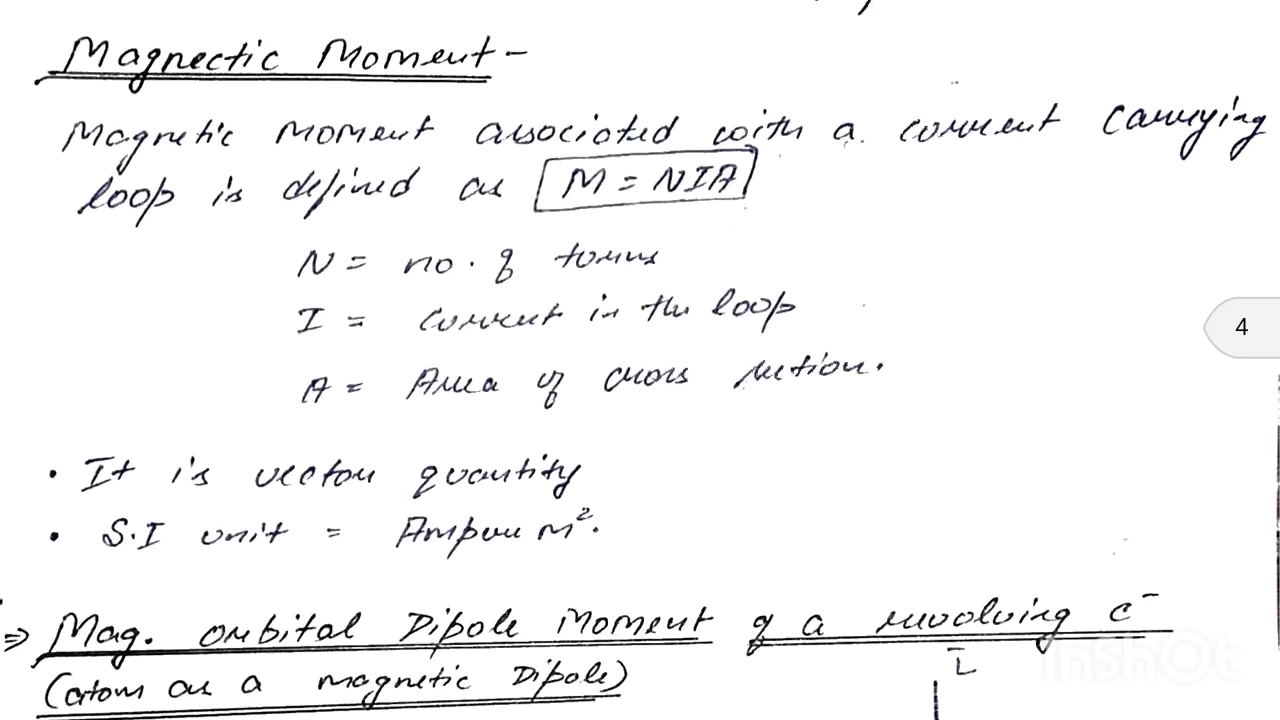 Magnectic Moment -
Magnetic moment associated with a current carrying
loop is defined as M = NIA
N = no. of turns
I = current in the loop
A = Area of cross section.
4
• It is vector quantity
• S.I unit = Ampere m².
⇒ Mag. orbital Dipole Moment of a revolving e⁻
(atom as a magnetic Dipole)
L
InShOt